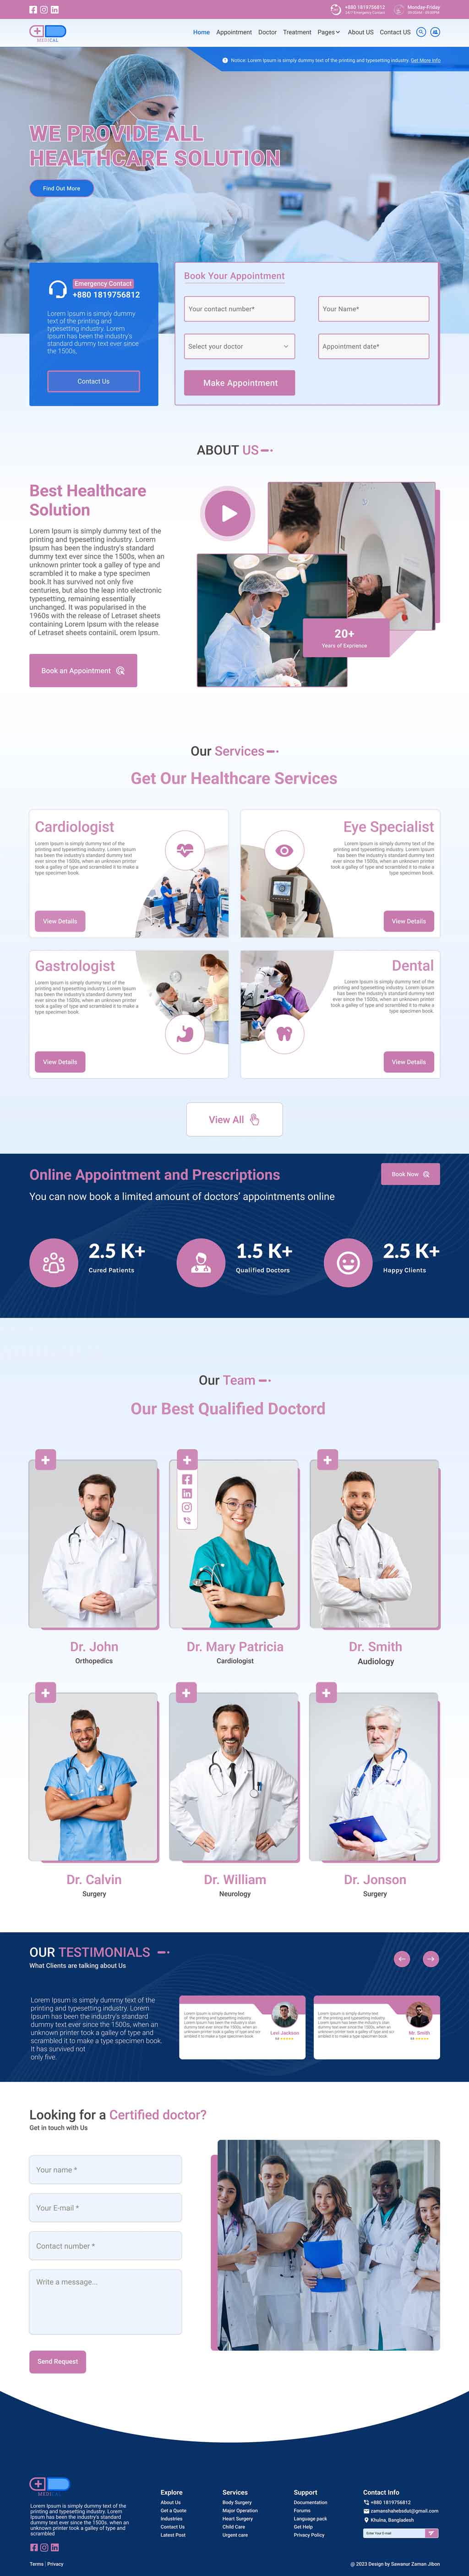 +880 1819756812
24/7 Emergency Contact
Monday-Friday
MEDICAL
Home
Appointment
Doctor
Treatment
Pages
About US
Contact US
Notice: Lorem Ipsum is simply dummy text of the printing and typesetting industry. Get More Info
WE PROVIDE ALL
HEALTHCARE SOLUTION
Find Out More
Emergency Contact
+880 1819756812
Lorem Ipsum is simply dummy
text of the printing and
typesetting industry. Lorem
Ipsum has been the industry's
standard dummy text ever since
the 1500s,
Contact Us
Book Your Appointment
Your contact number*
Your Name*
Select your doctor
Appointment date*
Make Appointment
ABOUT US
Best Healthcare
Solution
Lorem Ipsum is simply dummy text of the
printing and typesetting industry. Lorem
Ipsum has been the industry's standard
dummy text ever since the 1500s, when an
unknown printer took a galley of type and
scrambled it to make a type specimen
book.It has survived not only five
centuries, but also the leap into electronic
typesetting, remaining essentially
unchanged. It was popularised in the
1960s with the release of Letraset sheets
containing Lorem Ipsum with the release
of Letraset sheets containiL orem Ipsum.
Book an Appointment
20+
Years of Exprience
Our Services
Get Our Healthcare Services
Cardiologist
Lorem Ipsum is simply dummy text of the
printing and typesetting industry. Lorem Ipsum
has been the industry's standard dummy text
ever since the 1500s, when an unknown printer
took a galley of type and scrambled it to make a
type specimen book.
View Details
Eye Specialist
Lorem Ipsum is simply dummy text of the
printing and typesetting industry. Lorem Ipsum
has been the industry's standard dummy text
ever since the 1500s, when an unknown printer
took a galley of type and scrambled it to make a
type specimen book.
View Details
Gastrologist
Lorem Ipsum is simply dummy text of the
printing and typesetting industry. Lorem Ipsum
has been the industry's standard dummy text
ever since the 1500s, when an unknown printer
took a galley of type and scrambled it to make a
type specimen book.
View Details
Dental
Lorem Ipsum is simply dummy text of the
printing and typesetting industry. Lorem Ipsum
has been the industry's standard dummy text
ever since the 1500s, when an unknown printer
took a galley of type and scrambled it to make a
type specimen book.
View Details
View All
Online Appointment and Prescriptions
Book Now
You can now book a limited amount of doctors' appointments online
2.5 K+
Cured Patients
1.5 K+
Qualified Doctors
2.5 K+
Happy Clients
Our Team
Our Best Qualified Doctord
Dr. John
Orthopedics
Dr. Mary Patricia
Cardiologist
Dr. Smith
Audiology
Dr. Calvin
Surgery
Dr. William
Neurology
Dr. Jonson
Surgery
OUR TESTIMONIALS
What Clients are talking about Us
Lorem Ipsum is simply dummy text of the
printing and typesetting industry. Lorem
Ipsum has been the industry's standard
dummy text ever since the 1500s, when an
unknown printer took a galley of type and
scrambled it to make a type specimen book.
It has survived not
only five.
Lorem Ipsum is simply dummy text
of the printing and typesetting industry.
Lorem Ipsum has been the industry's stan
dummy text ever since the 1500s, when an
unknown printer took a galley of type and scr
ambled it to make a type specimen book
Levi Jackson
Lorem Ipsum is simply dummy text
of the printing and typesetting industry.
Lorem Ipsum has been the industry's stan
dummy text ever since the 1500s, when an
unknown printer took a galley of type and scr
ambled it to make a type specimen book
Mr. Smith
Looking for a Certified doctor?
Get in touch with Us
Your name *
Your E-mail *
Contact number *
Write a message...
Send Request
MEDICAL
Lorem Ipsum is simply dummy text of the
printing and typesetting industry. Lorem
Ipsum has been the industry's standard
dummy text ever since the 1500s, when an
unknown printer took a galley of type and
scrambled
Explore
About Us
Get a Quote
Industries
Contact Us
Latest Post
Services
Body Surgery
Major Operation
Heart Surgery
Child Care
Urgent care
Support
Documentation
Forums
Language pack
Get Help
Privacy Policy
Contact Info
+880 1819756812
zamanshahebsdut@gmail.com
Khulna, Bangladesh
Enter Your E-mail
Terms | Privacy
@ 2023 Design by Sawanur Zaman Jibon